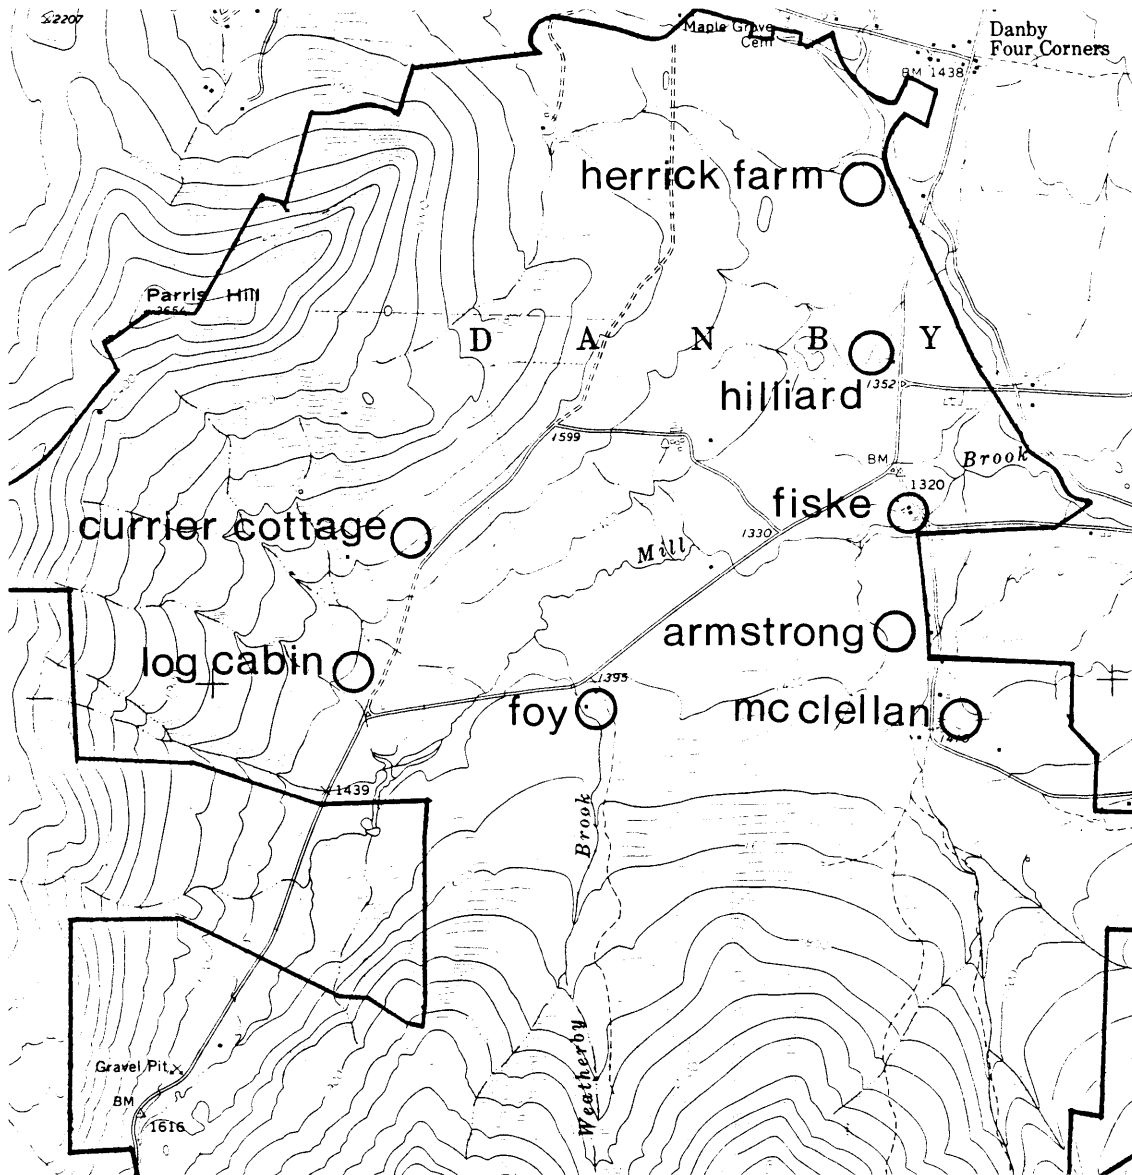 2207
Maple Grove
Cem
Danby
Four Corners
BM 1438
herrick farm
Parris Hill
D A N B Y
hilliard
1352
1599
BM
Brook
1320
fiske
currier cottage
1330
Mill
armstrong
log cabin
1395
foy
mc clellan
1439
Brook
Weatherby
Gravel Pit
BM
1616